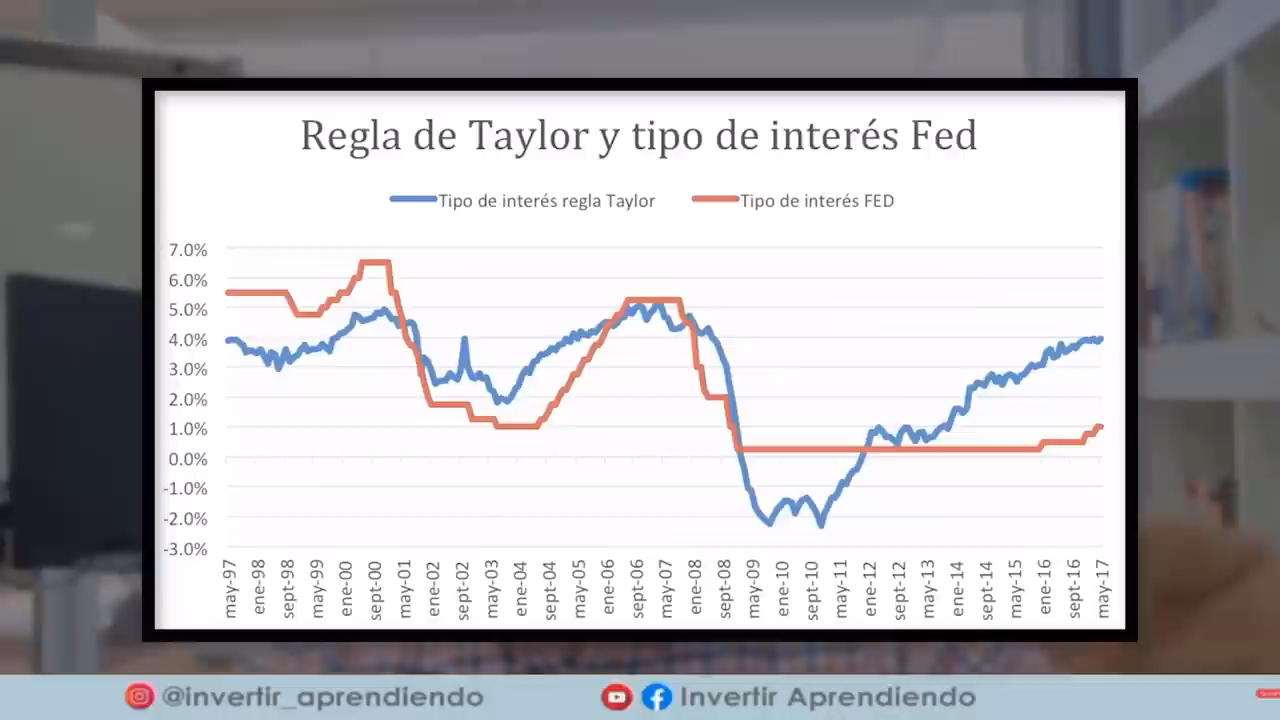 Regla de Taylor y tipo de interés Fed
Tipo de interés regla Taylor
Tipo de interés FED
7.0%
6.0%
5.0%
4.0%
3.0%
2.0%
1.0%
0.0%
-1.0%
-2.0%
-3.0%
may-97
ene-98
sept-98
may-99
ene-00
sept-00
may-01
ene-02
sept-02
may-03
ene-04
sept-04
may-05
ene-06
sept-06
may-07
ene-08
sept-08
may-09
ene-10
sept-10
may-11
ene-12
sept-12
may-13
ene-14
sept-14
may-15
ene-16
sept-16
may-17
@invertir_aprendiendo
Invertir Aprendiendo